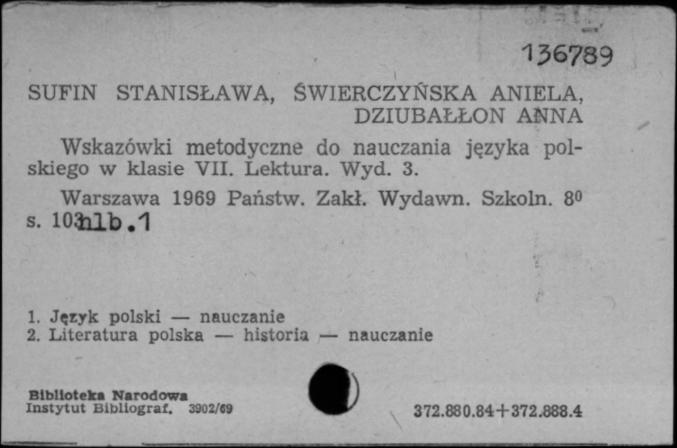 136789
SUFIN STANISŁAWA, ŚWIERCZYŃSKA ANIELA,
DZIUBAŁŁON ANNA
Wskazówki metodyczne do nauczania języka pol-
skiego w klasie VII. Lektura. Wyd. 3.
Warszawa 1969 Państw. Zakł. Wydawn. Szkoln. 8⁰
s. 103 nlb.1
1. Język polski — nauczanie
2. Literatura polska — historia — nauczanie
Biblioteka Narodowa
Instytut Bibliograf. 3902/69
372.880.84+372.888.4